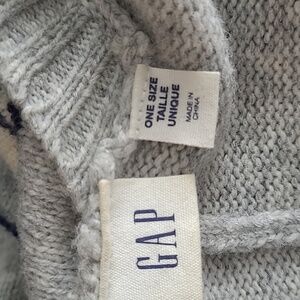 ONE SIZE
TAILLE
UNIQUE
MADE IN
CHINA
GAP